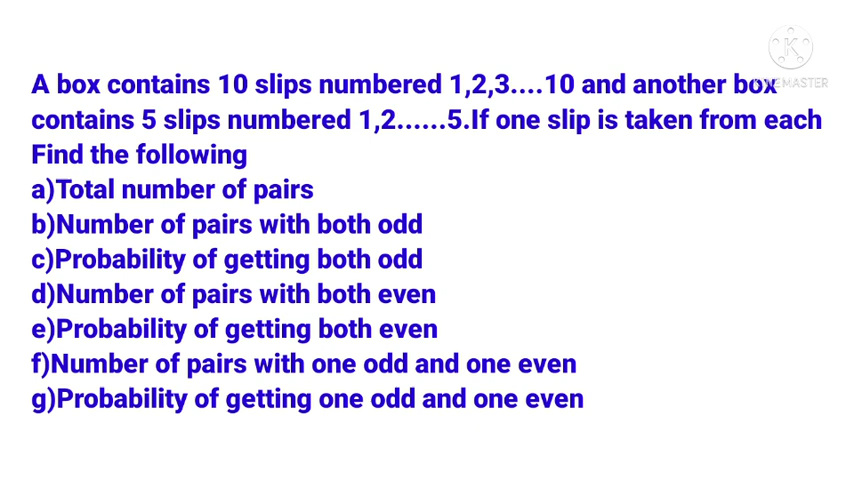 A box contains 10 slips numbered 1,2,3....10 and another box
contains 5 slips numbered 1,2......5.If one slip is taken from each
Find the following
a)Total number of pairs
b)Number of pairs with both odd
c)Probability of getting both odd
d)Number of pairs with both even
e)Probability of getting both even
f)Number of pairs with one odd and one even
g)Probability of getting one odd and one even
K
KINEMASTER